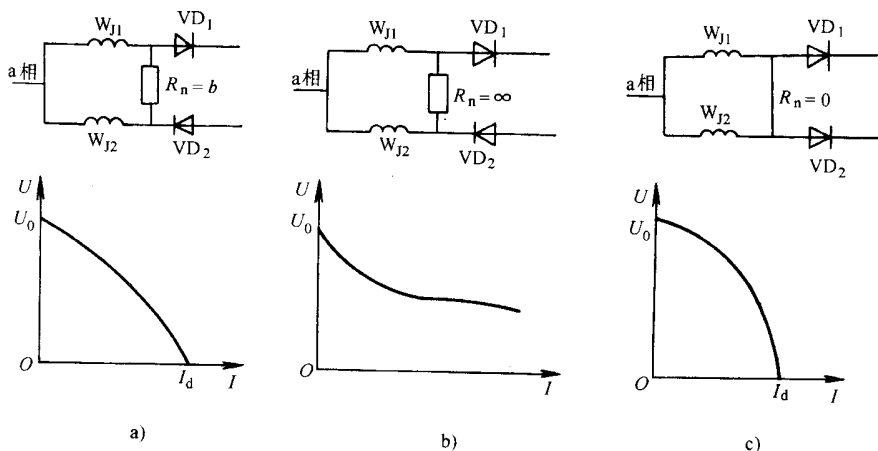 W_J1 VD_1
a相 R_n = b
W_J2 VD_2
U
U_0
O I_d I
a)
W_J1 VD_1
a相 R_n = ∞
W_J2 VD_2
U
U_0
O I
b)
W_J1 VD_1
a相 R_n = 0
W_J2 VD_2
U
U_0
O I_d I
c)